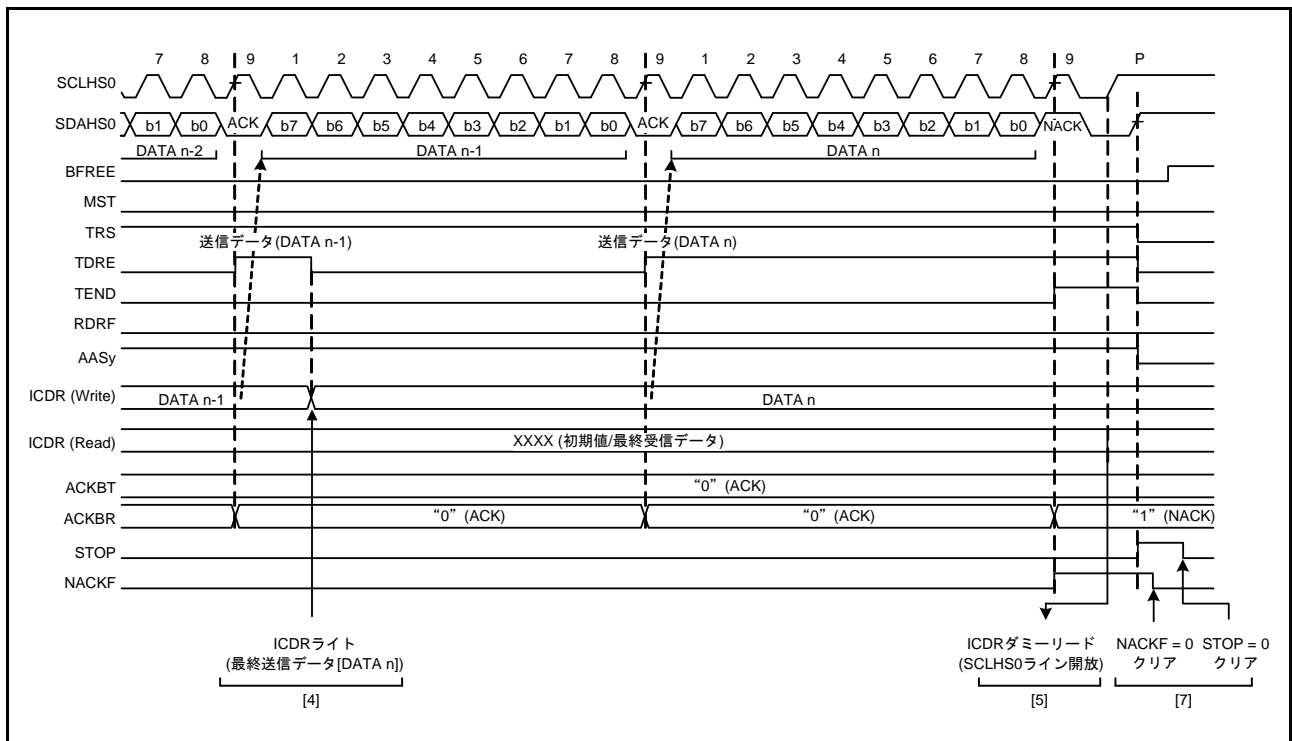 7 8 9 1 2 3 4 5 6 7 8 9 1 2 3 4 5 6 7 8 9 P
SCLHS0
SDAHS0 b1 b0 ACK b7 b6 b5 b4 b3 b2 b1 b0 ACK b7 b6 b5 b4 b3 b2 b1 b0 NACK
DATA n-2 DATA n-1 DATA n
BFREE
MST
TRS
送信データ(DATA n-1) 送信データ(DATA n)
TDRE
TEND
RDRF
AASy
ICDR (Write) DATA n-1 DATA n
ICDR (Read) XXXX (初期値/最終受信データ)
ACKBT “0” (ACK)
ACKBR “0” (ACK) “0” (ACK) “1” (NACK)
STOP
NACKF
ICDRライト ICDRダミーリード NACKF = 0 STOP = 0
(最終送信データ[DATA n]) (SCLHS0ライン開放) クリア クリア
[4] [5] [7]